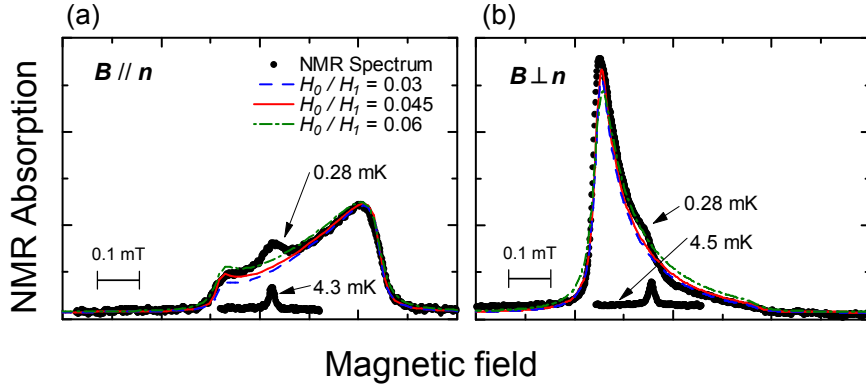 (a)
B // n
NMR Spectrum
H0 / H1 = 0.03
H0 / H1 = 0.045
H0 / H1 = 0.06
0.28 mK
0.1 mT
4.3 mK
(b)
B ⊥ n
0.28 mK
4.5 mK
0.1 mT
NMR Absorption
Magnetic field